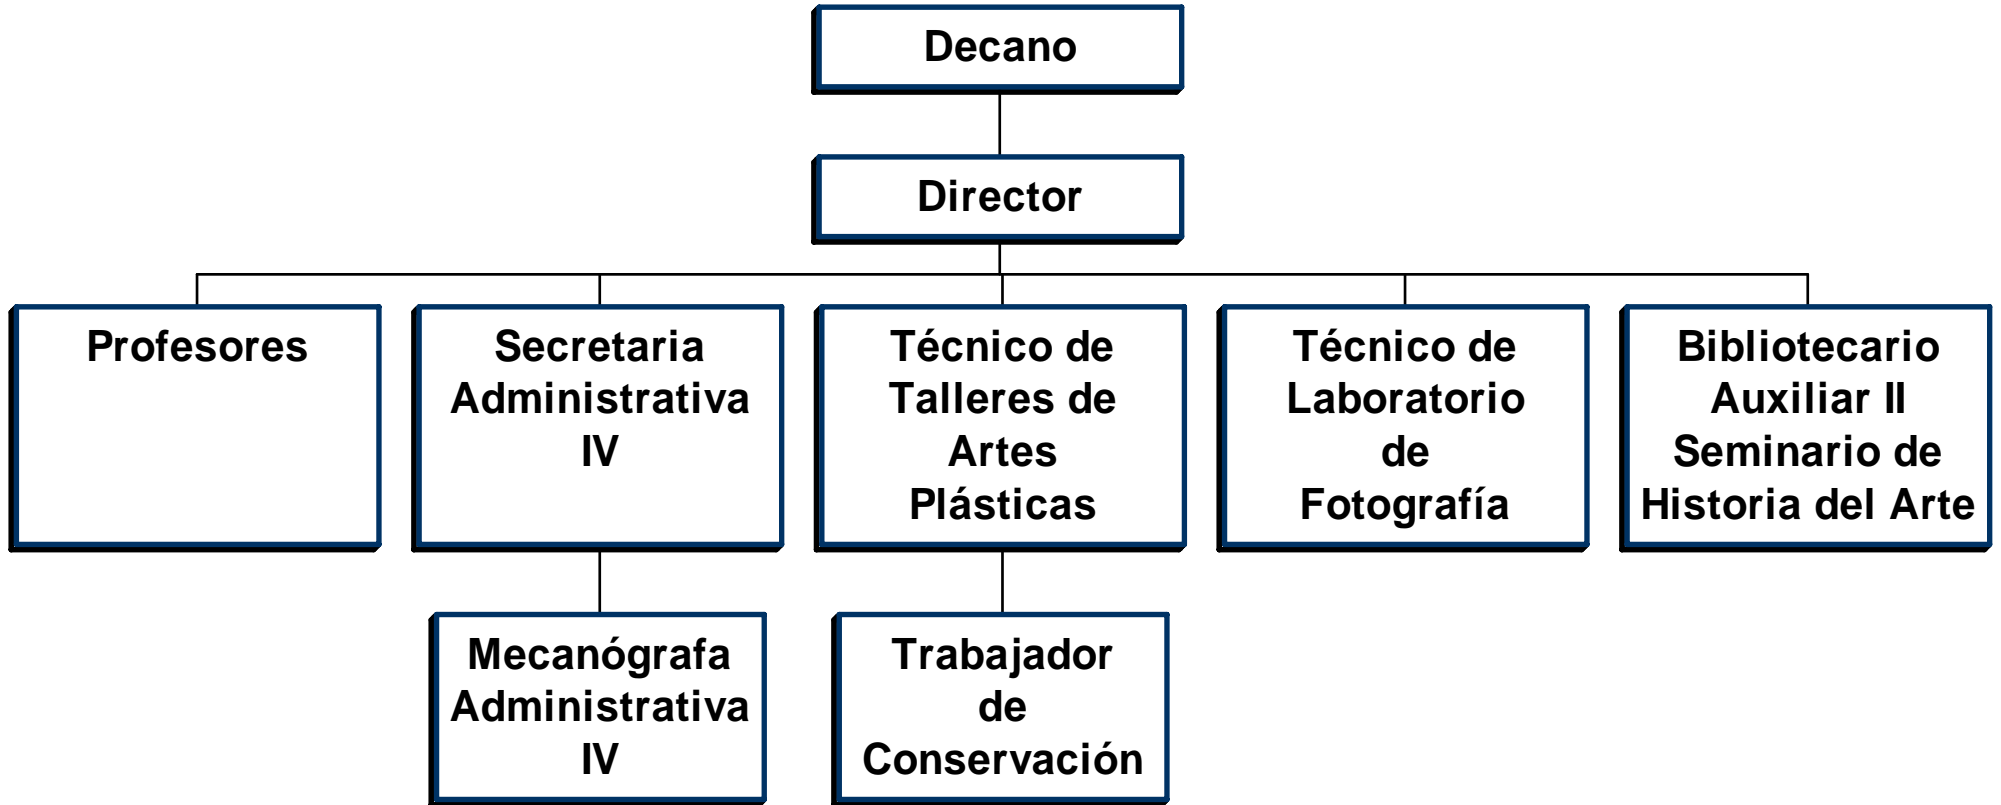 Decano
Director
Profesores
Secretaria
Administrativa
IV
Técnico de
Talleres de
Artes
Plásticas
Técnico de
Laboratorio
de
Fotografía
Bibliotecario
Auxiliar II
Seminario de
Historia del Arte
Mecanógrafa
Administrativa
IV
Trabajador
de
Conservación